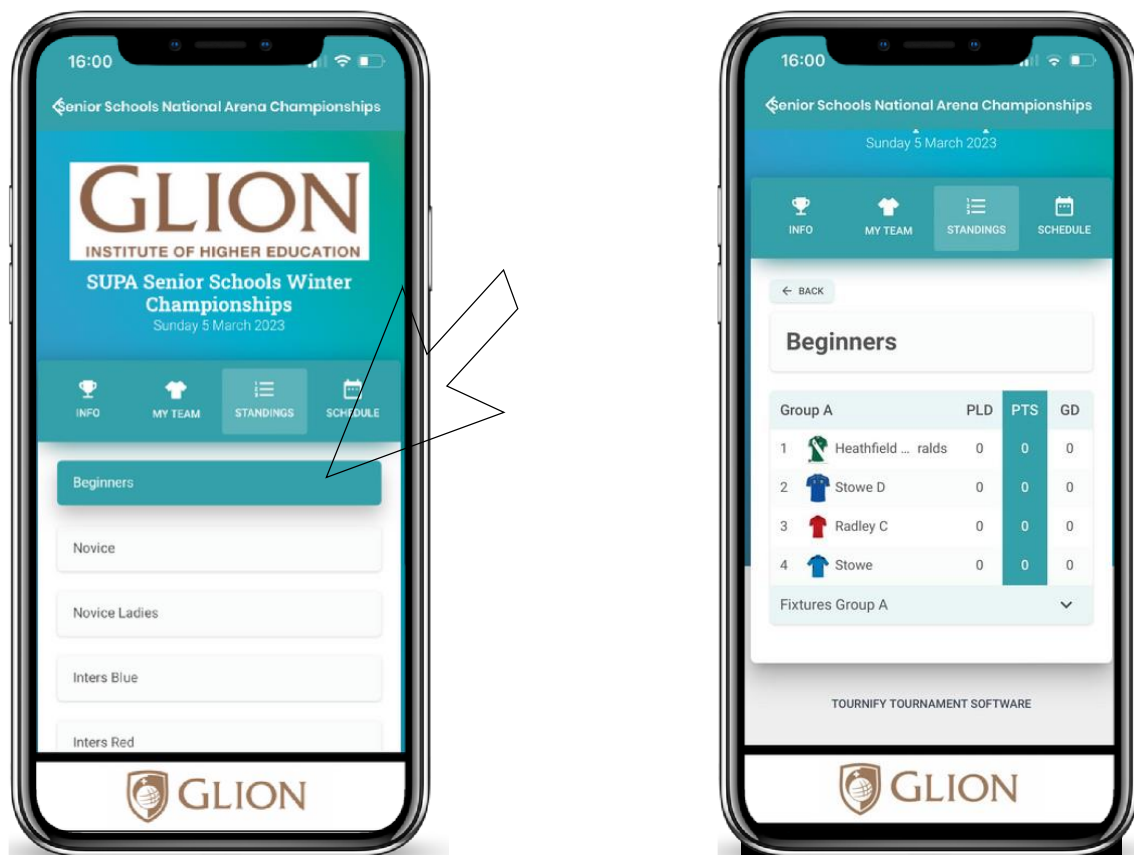 16:00
Senior Schools National Arena Championships
GLION
INSTITUTE OF HIGHER EDUCATION
SUPA Senior Schools Winter
Championships
Sunday 5 March 2023
INFO MY TEAM STANDINGS SCHEDULE
Beginners
Novice
Novice Ladies
Inters Blue
Inters Red
GLION
16:00
Senior Schools National Arena Championships
Sunday 5 March 2023
INFO MY TEAM STANDINGS SCHEDULE
← BACK
Beginners
Group A PLD PTS GD
1 Heathfield ... ralds 0 0 0
2 Stowe D 0 0 0
3 Radley C 0 0 0
4 Stowe 0 0 0
Fixtures Group A
TOURNIFY TOURNAMENT SOFTWARE
GLION